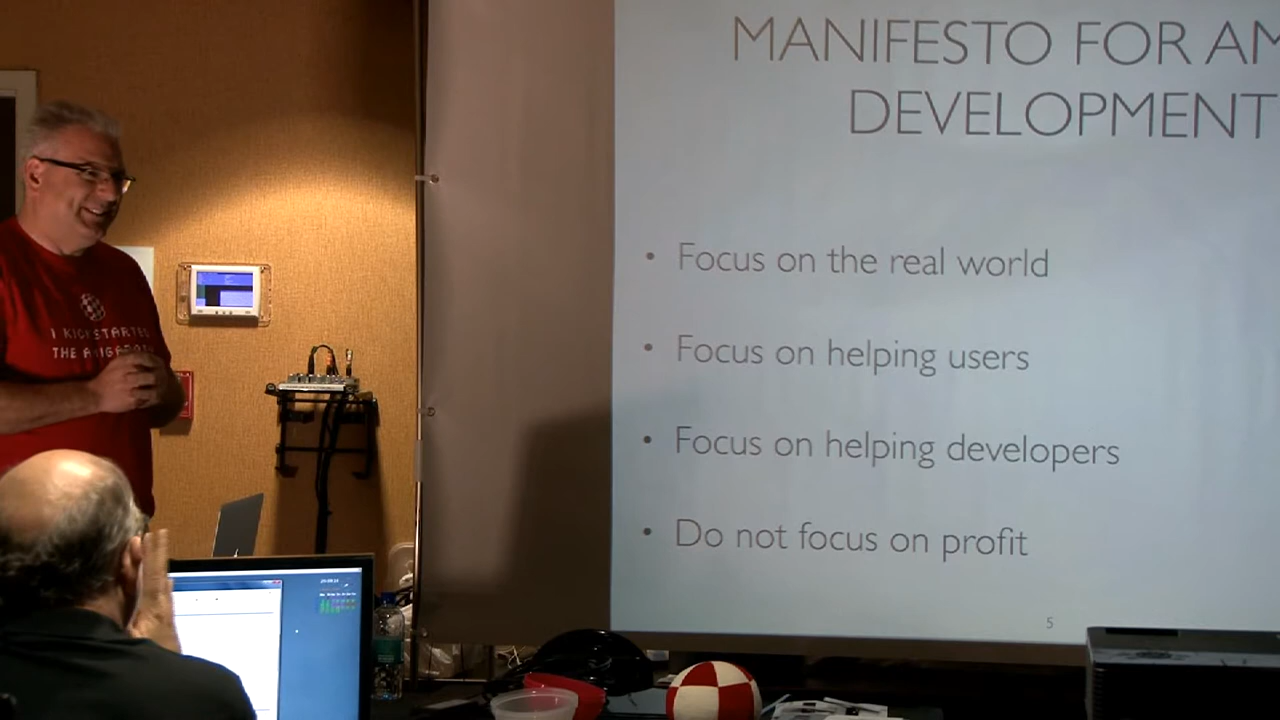 MANIFESTO FOR AM
DEVELOPMENT
• Focus on the real world
• Focus on helping users
• Focus on helping developers
• Do not focus on profit
5
I KICKSTARTED
THE